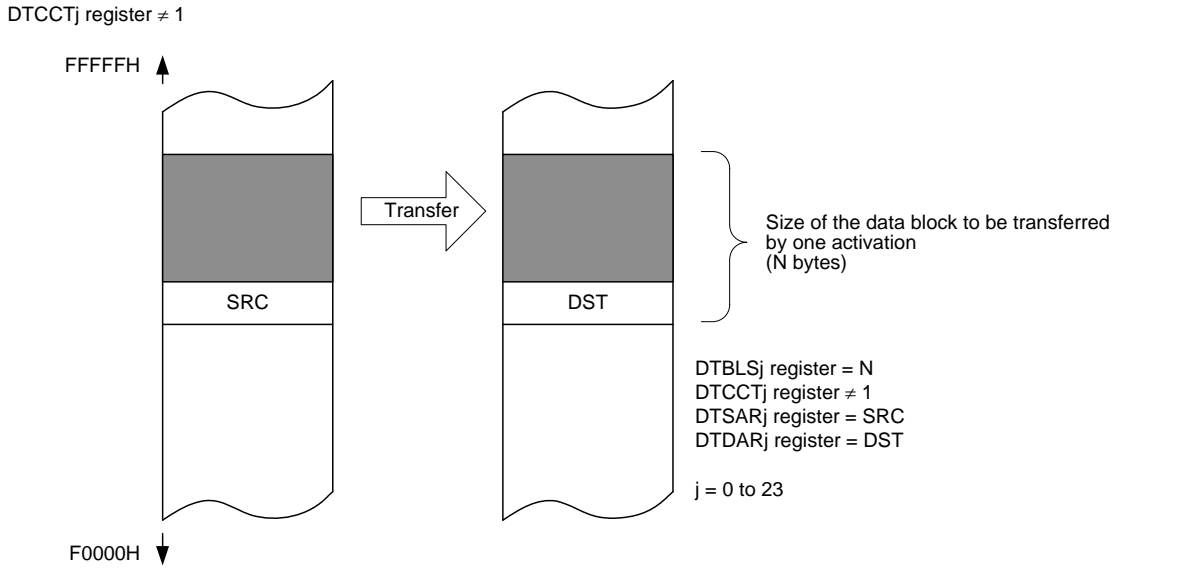 DTCCTj register ≠ 1
FFFFFH
Transfer
Size of the data block to be transferred
by one activation
(N bytes)
SRC
DST
DTBLSj register = N
DTCCTj register ≠ 1
DTSARj register = SRC
DTDARj register = DST
j = 0 to 23
F0000H